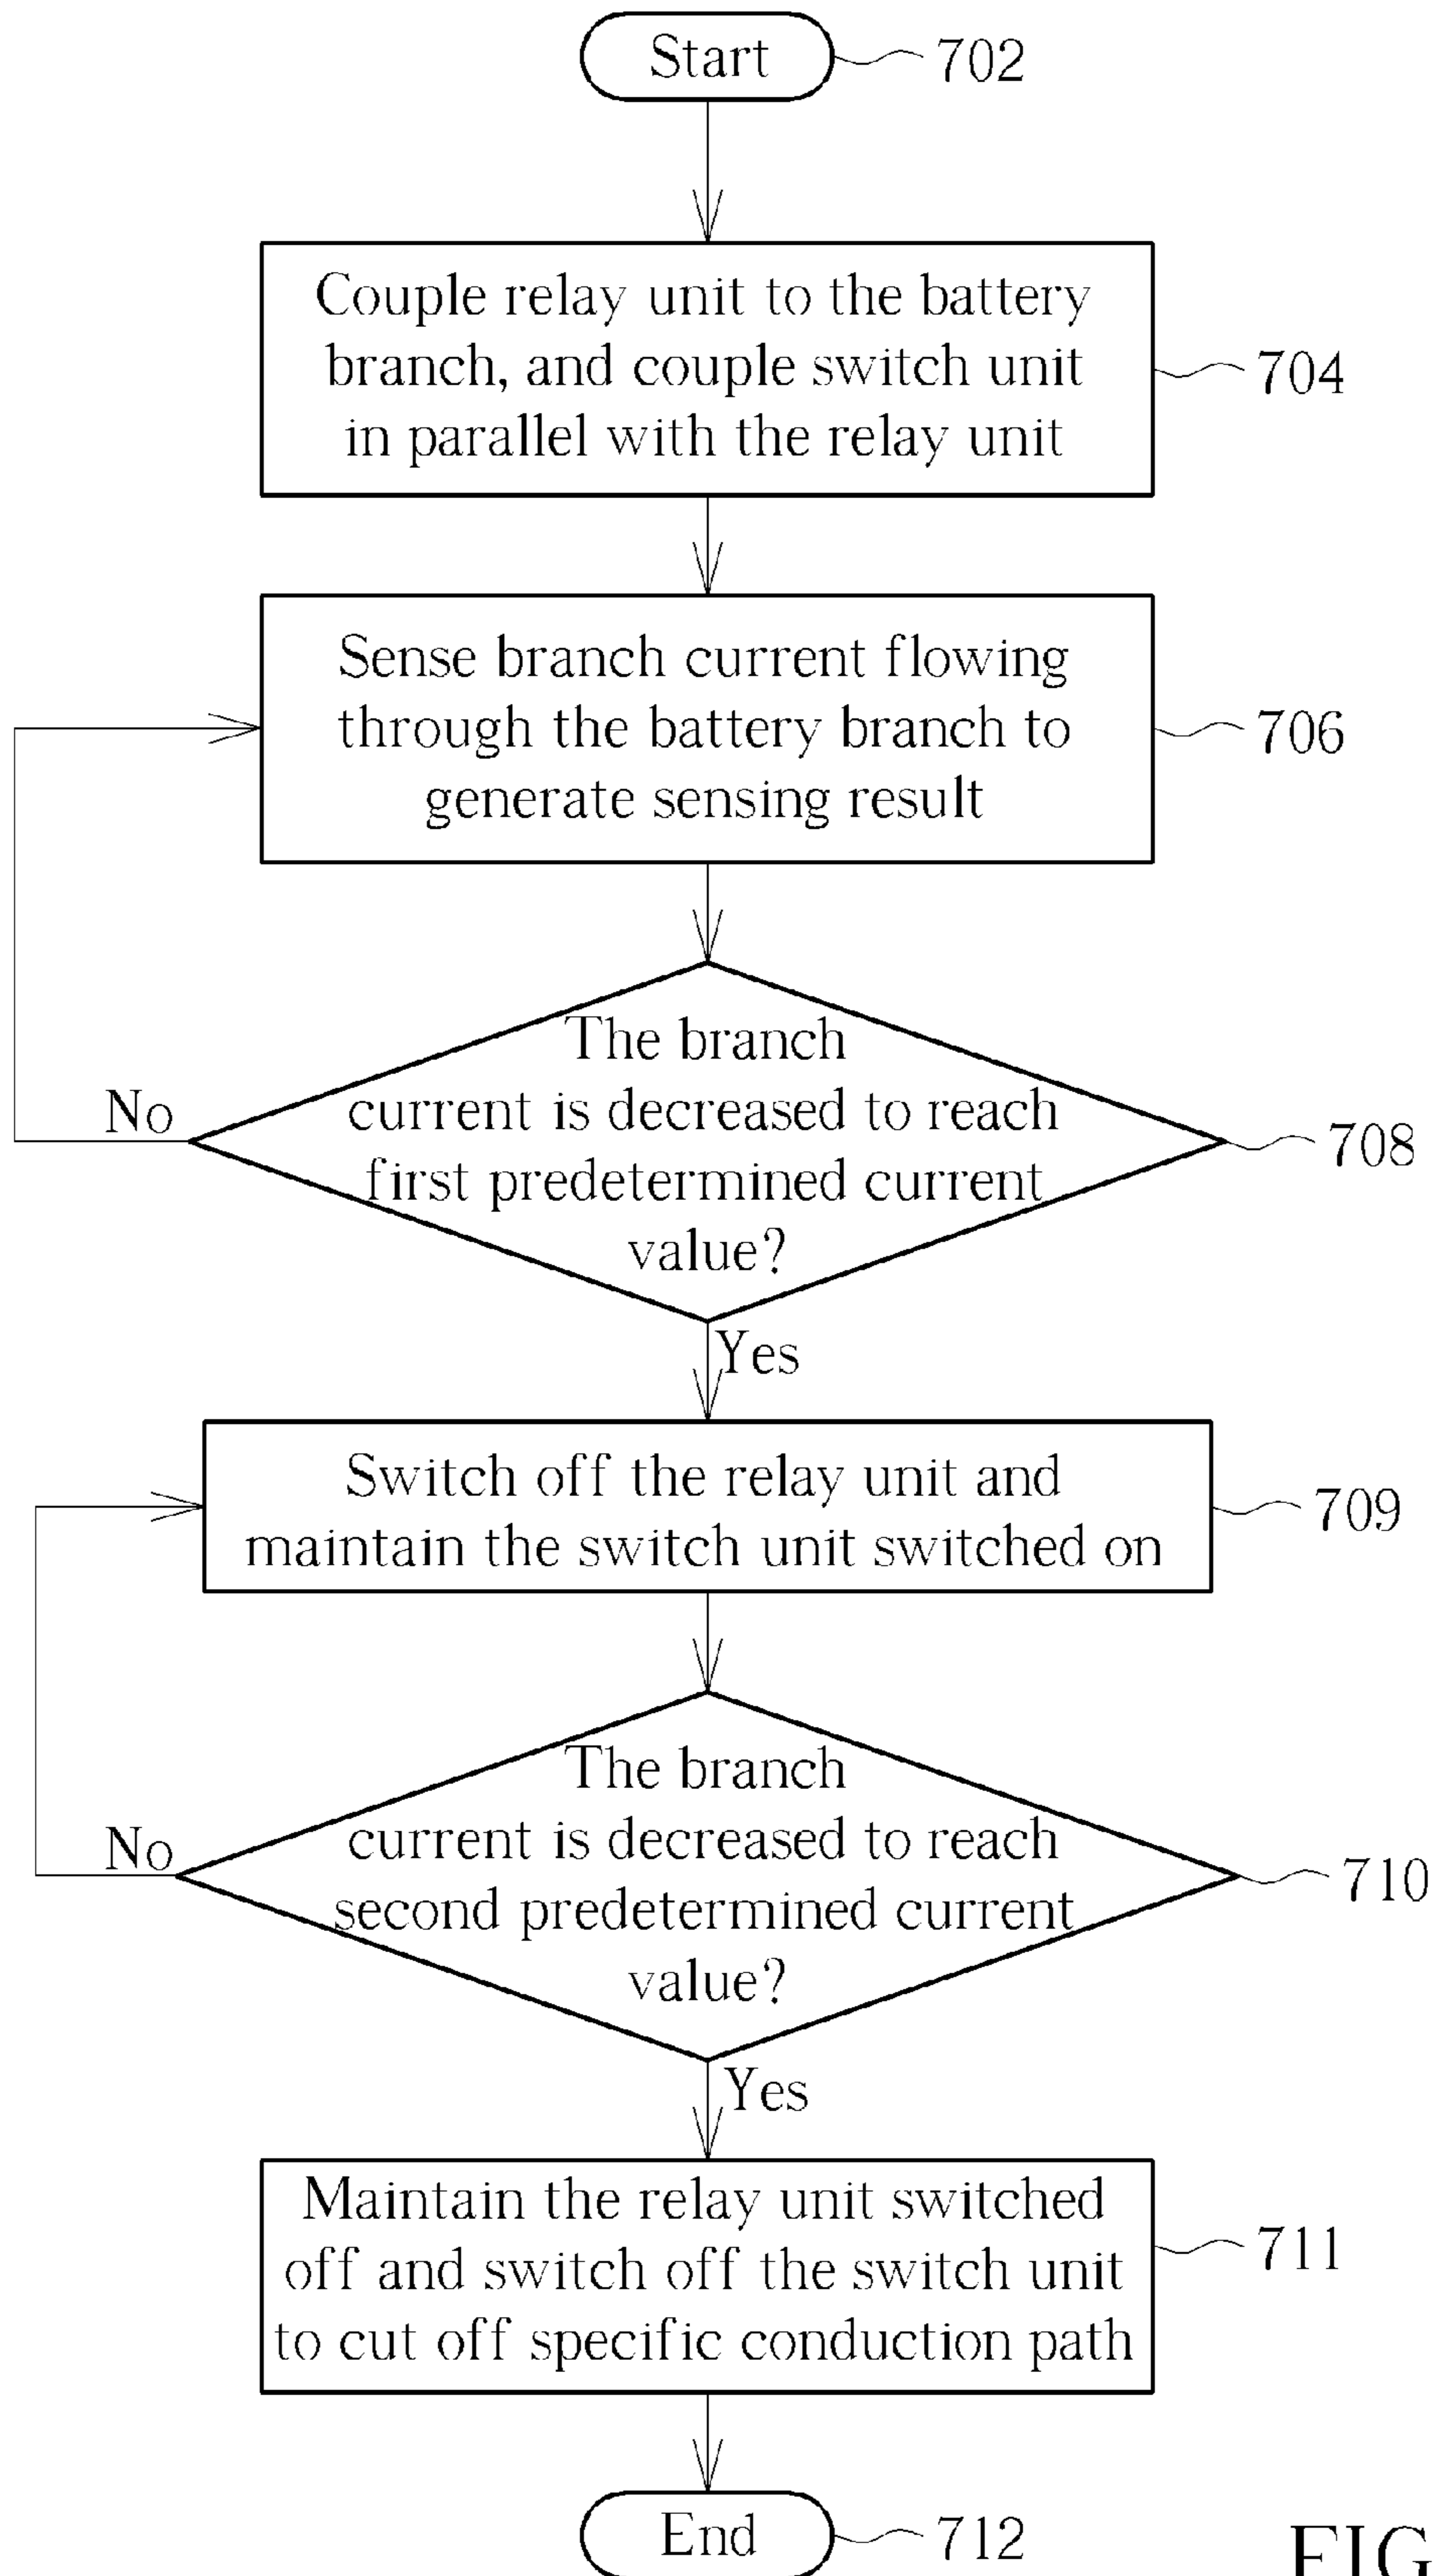 Start
702
Couple relay unit to the battery
branch, and couple switch unit
in parallel with the relay unit
704
Sense branch current flowing
through the battery branch to
generate sensing result
706
The branch
current is decreased to reach
first predetermined current
value?
708
No
Yes
Switch off the relay unit and
maintain the switch unit switched on
709
The branch
current is decreased to reach
second predetermined current
value?
710
No
Yes
Maintain the relay unit switched
off and switch off the switch unit
to cut off specific conduction path
711
End
712
FIG